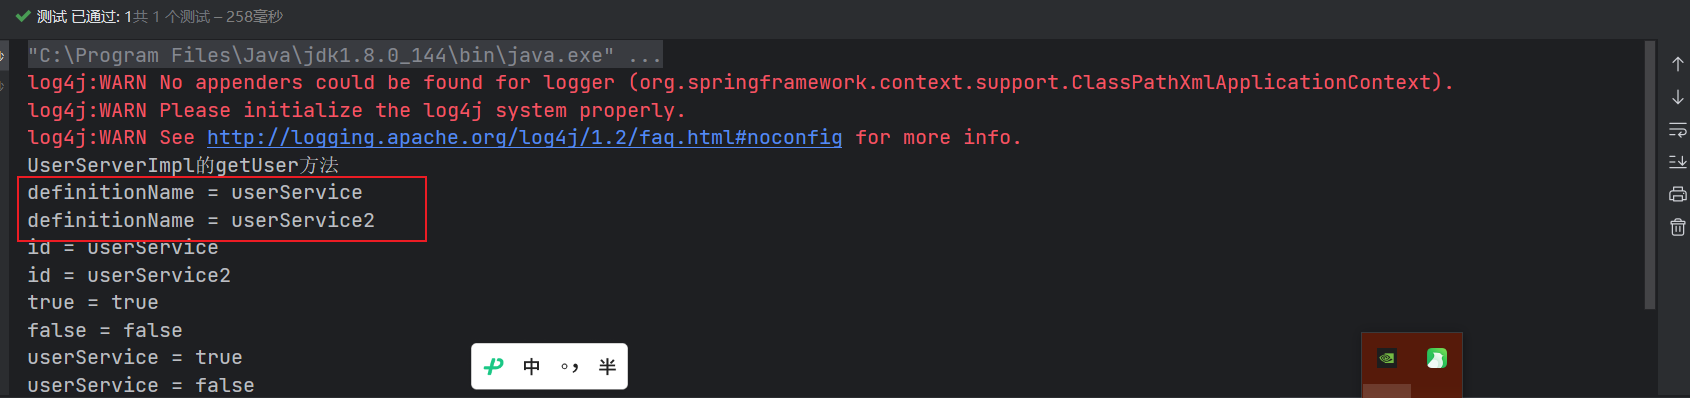 测试 已通过: 1共 1 个测试 – 258毫秒
"C:\Program Files\Java\jdk1.8.0_144\bin\java.exe" ...
log4j:WARN No appenders could be found for logger (org.springframework.context.support.ClassPathXmlApplicationContext).
log4j:WARN Please initialize the log4j system properly.
log4j:WARN See http://logging.apache.org/log4j/1.2/faq.html#noconfig for more info.
UserServerImpl的getUser方法
definitionName = userService
definitionName = userService2
id = userService
id = userService2
true = true
false = false
userService = true
userService = false
中 °, 半